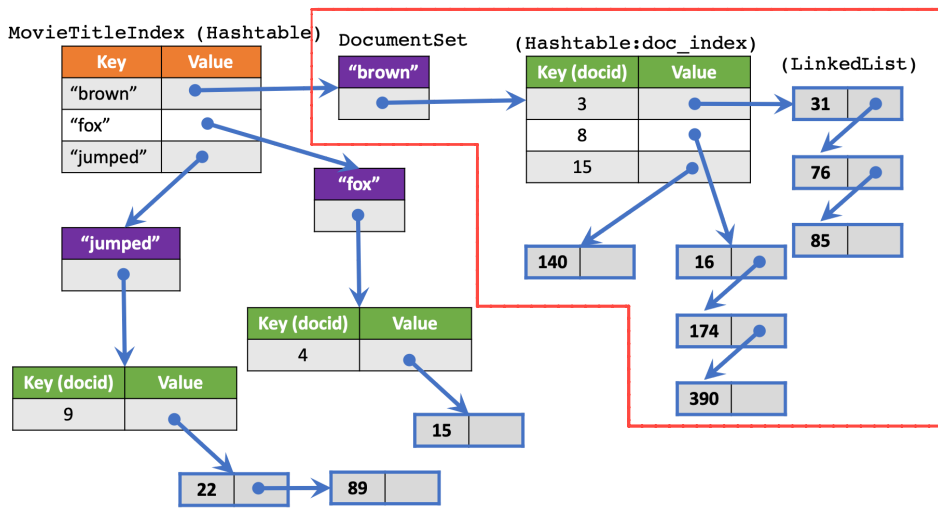 MovieTitleIndex (Hashtable)
Key Value
“brown”
“fox”
“jumped”
DocumentSet
“brown”
(Hashtable:doc_index)
Key (docid) Value
3
8
15
(LinkedList)
31
76
85
140
16
174
390
“fox”
Key (docid) Value
4
15
“jumped”
Key (docid) Value
9
22
89